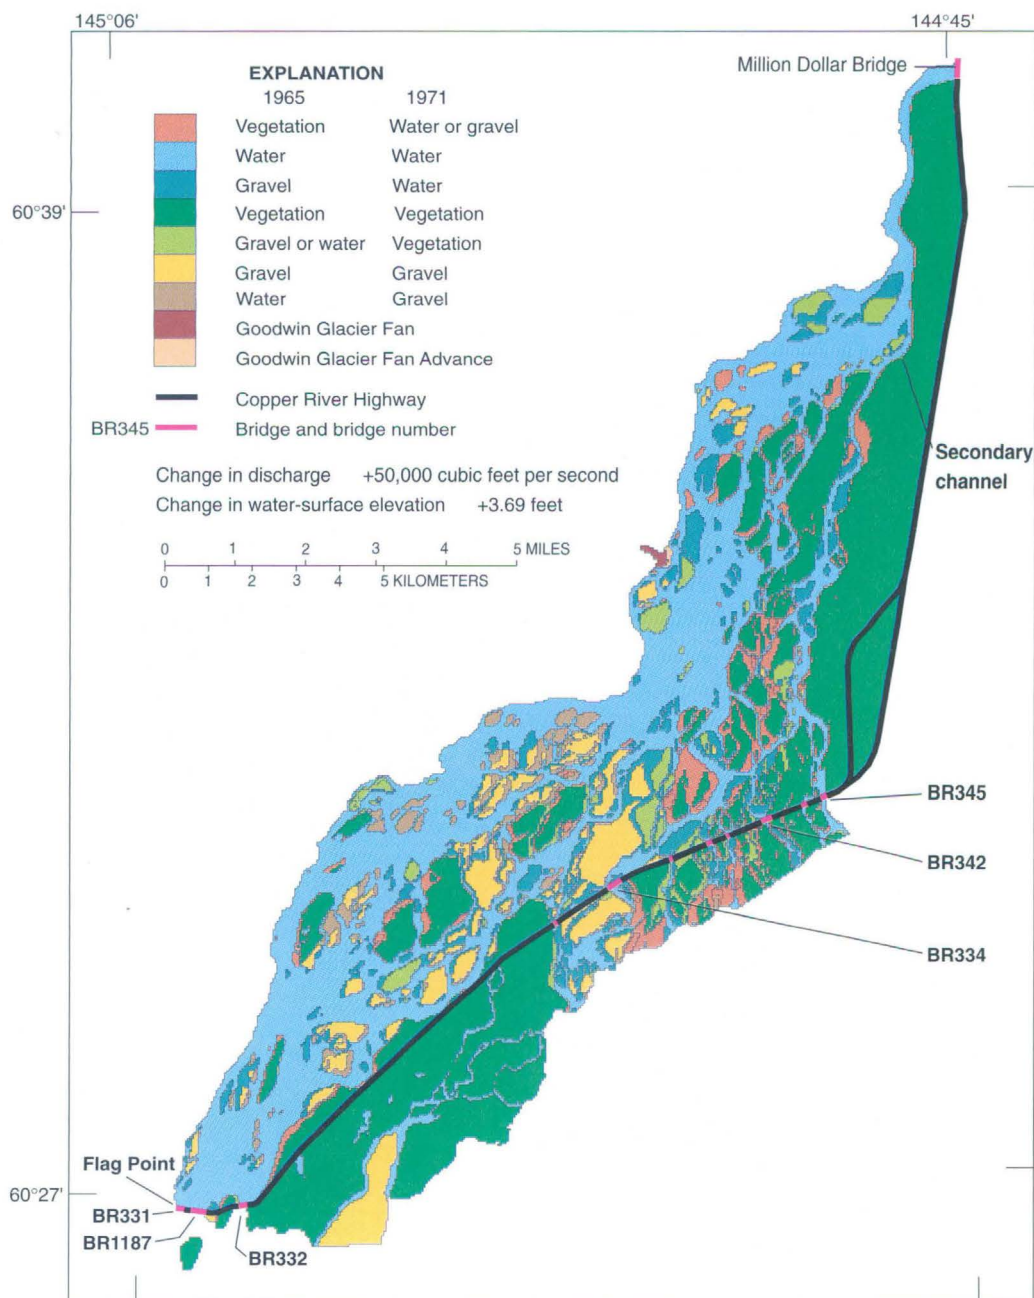 145°06'
144°45'
Million Dollar Bridge
EXPLANATION
1965 1971
Vegetation Water or gravel
Water Water
Gravel Water
Vegetation Vegetation
Gravel or water Vegetation
Gravel Gravel
Water Gravel
Goodwin Glacier Fan
Goodwin Glacier Fan Advance
Copper River Highway
BR345 Bridge and bridge number
Change in discharge +50,000 cubic feet per second
Change in water-surface elevation +3.69 feet
0 1 2 3 4 5 MILES
0 1 2 3 4 5 KILOMETERS
60°39'
Secondary
channel
BR345
BR342
BR334
Flag Point
60°27'
BR331
BR1187
BR332